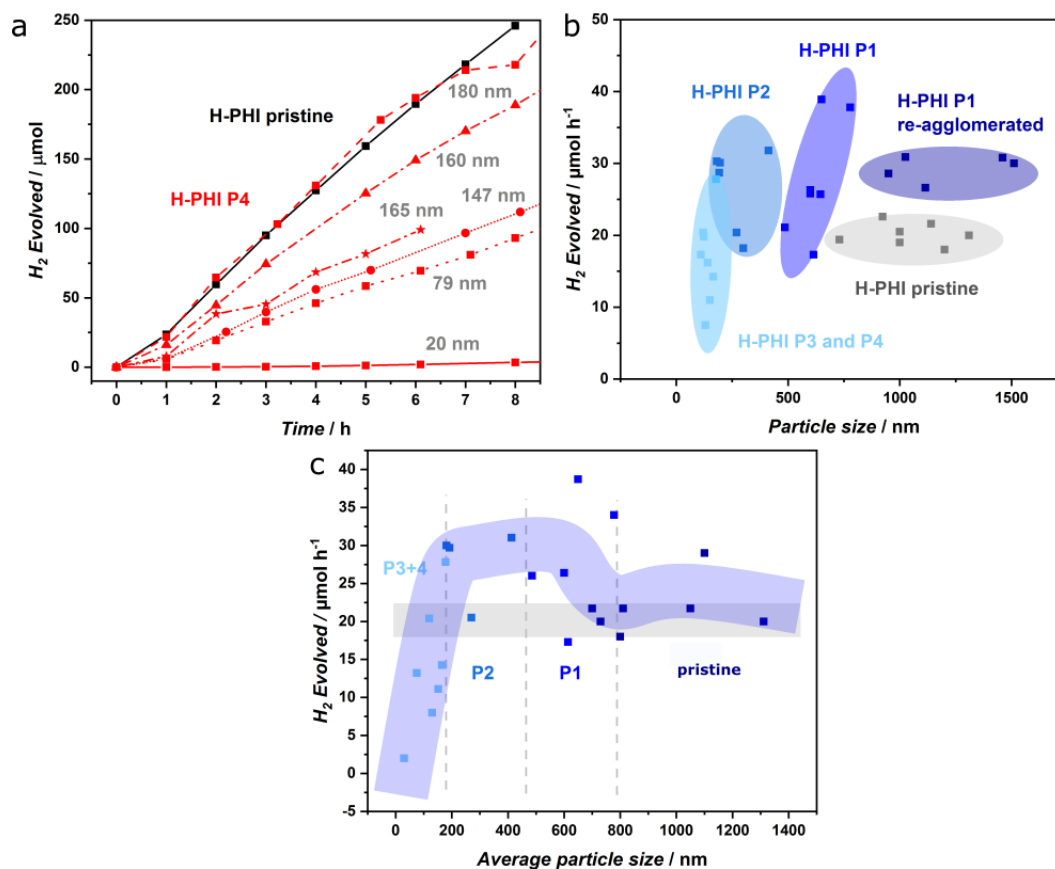 a
H₂ Evolved / μmol
250
200
150
100
50
0
H-PHI pristine
H-PHI P4
180 nm
160 nm
165 nm
147 nm
79 nm
20 nm
0 1 2 3 4 5 6 7 8
Time / h
b
H₂ Evolved / μmol h⁻¹
50
45
40
35
30
25
20
15
10
5
0
H-PHI P1
H-PHI P2
H-PHI P1
re-agglomerated
H-PHI pristine
H-PHI P3 and P4
0 500 1000 1500
Particle size / nm
c
H₂ Evolved / μmol h⁻¹
40
35
30
25
20
15
10
5
0
-5
P3+4
P2
P1
pristine
0 200 400 600 800 1000 1200 1400
Average particle size / nm